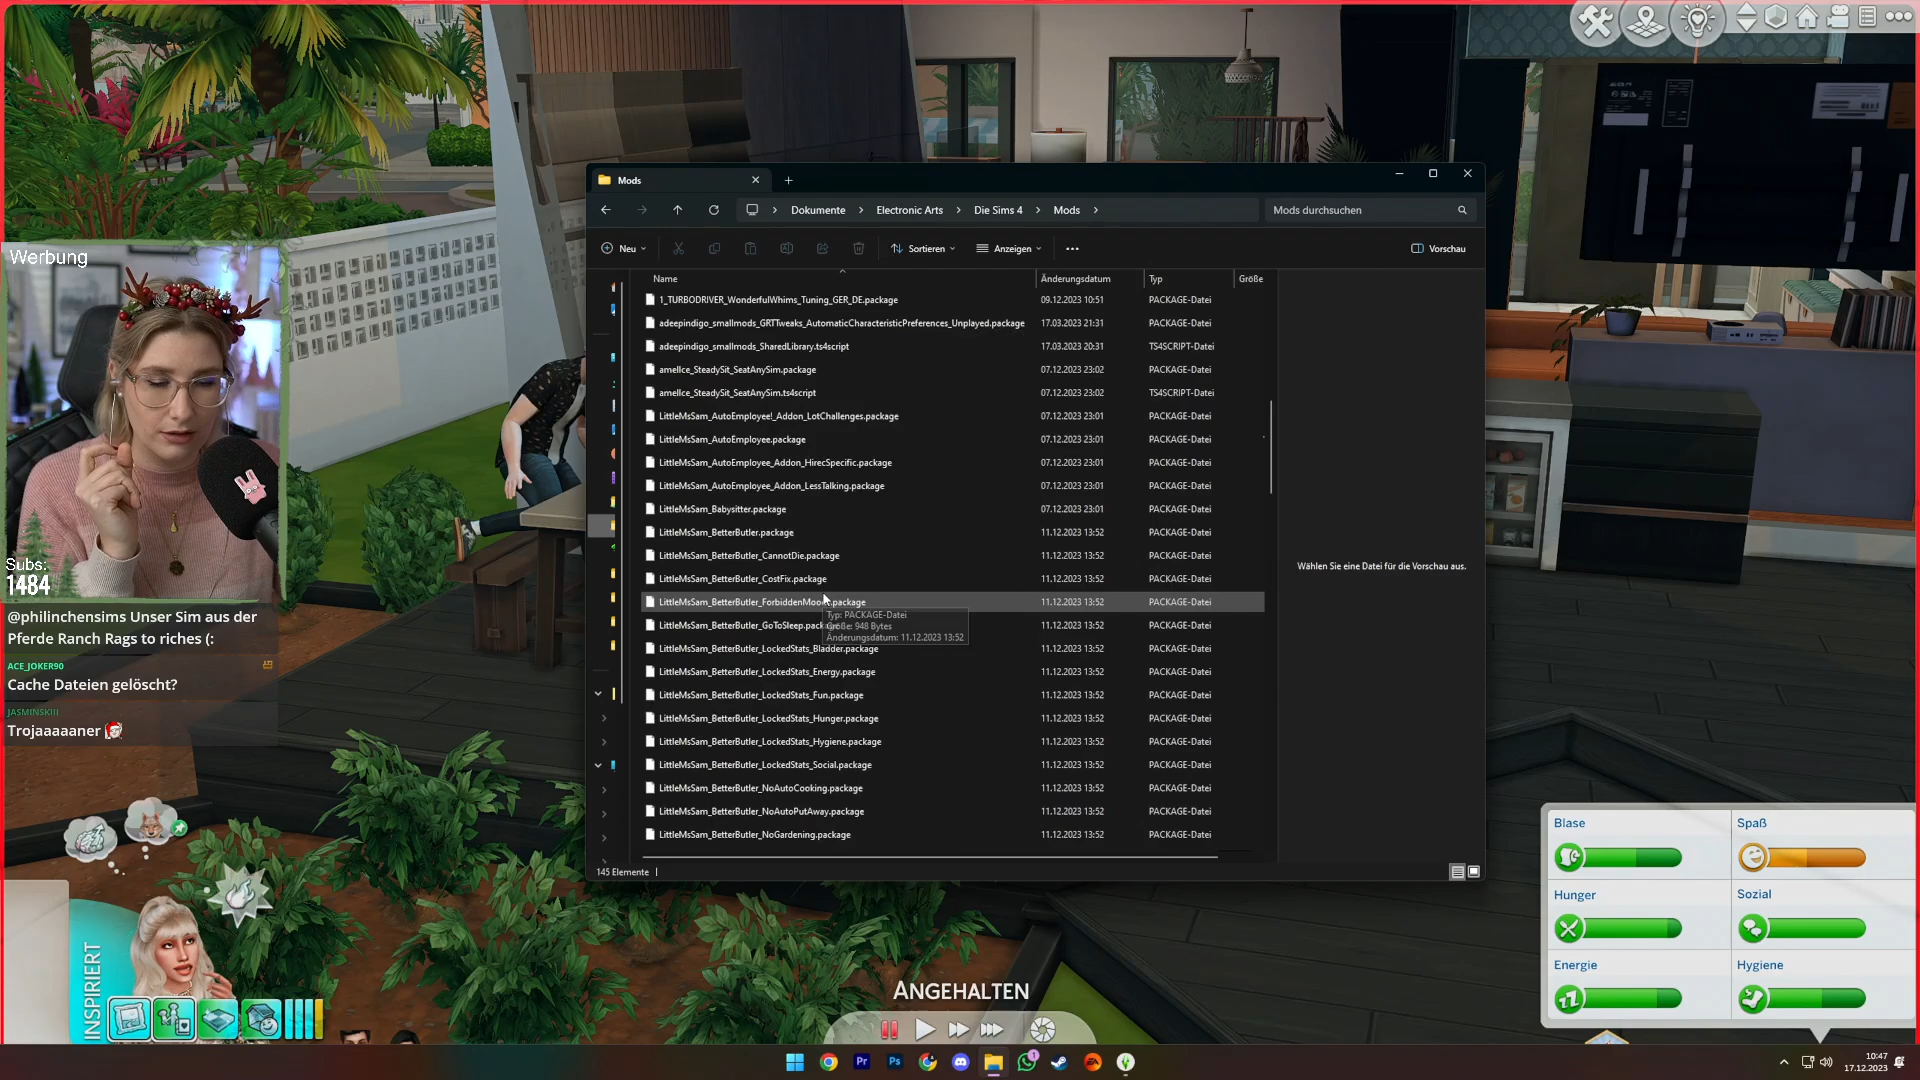 Werbung
Subs:
1484
@philinchensims Unser Sim aus der
Pferde Ranch Rags to riches (:
ACE_JOKER90
Cache Dateien gelöscht?
JASMINSKIII
Trojaaaaaner
Mods
Dokumente > Electronic Arts > Die Sims 4 > Mods >
Mods durchsuchen
Neu
Sortieren
Anzeigen
Vorschau
Name Änderungsdatum Typ Größe
1_TURBODRIVER_WonderfulWhims_Tuning_GER_DE.package 09.12.2023 10:51 PACKAGE-Datei
adeepindigo_smallmods_GRTTweaks_AutomaticCharacteristicPreferences_Unplayed.package 17.03.2023 21:31 PACKAGE-Datei
adeepindigo_smallmods_SharedLibrary.ts4script 17.03.2023 20:31 TS4SCRIPT-Datei
amellce_SteadySit_SeatAnySim.package 07.12.2023 23:02 PACKAGE-Datei
amellce_SteadySit_SeatAnySim.ts4script 07.12.2023 23:02 TS4SCRIPT-Datei
LittleMsSam_AutoEmployee!_Addon_LotChallenges.package 07.12.2023 23:01 PACKAGE-Datei
LittleMsSam_AutoEmployee.package 07.12.2023 23:01 PACKAGE-Datei
LittleMsSam_AutoEmployee_Addon_HirecSpecific.package 07.12.2023 23:01 PACKAGE-Datei
LittleMsSam_AutoEmployee_Addon_LessTalking.package 07.12.2023 23:01 PACKAGE-Datei
LittleMsSam_Babysitter.package 07.12.2023 23:01 PACKAGE-Datei
LittleMsSam_BetterButler.package 11.12.2023 13:52 PACKAGE-Datei
LittleMsSam_BetterButler_CannotDie.package 11.12.2023 13:52 PACKAGE-Datei
LittleMsSam_BetterButler_CostFix.package 11.12.2023 13:52 PACKAGE-Datei
LittleMsSam_BetterButler_ForbiddenMood.package 11.12.2023 13:52 PACKAGE-Datei
Typ: PACKAGE-Datei
LittleMsSam_BetterButler_GoToSleep.pack Größe: 948 Bytes 11.12.2023 13:52 PACKAGE-Datei
Änderungsdatum: 11.12.2023 13:52
LittleMsSam_BetterButler_LockedStats_Bladder.package 11.12.2023 13:52 PACKAGE-Datei
LittleMsSam_BetterButler_LockedStats_Energy.package 11.12.2023 13:52 PACKAGE-Datei
LittleMsSam_BetterButler_LockedStats_Fun.package 11.12.2023 13:52 PACKAGE-Datei
LittleMsSam_BetterButler_LockedStats_Hunger.package 11.12.2023 13:52 PACKAGE-Datei
LittleMsSam_BetterButler_LockedStats_Hygiene.package 11.12.2023 13:52 PACKAGE-Datei
LittleMsSam_BetterButler_LockedStats_Social.package 11.12.2023 13:52 PACKAGE-Datei
LittleMsSam_BetterButler_NoAutoCooking.package 11.12.2023 13:52 PACKAGE-Datei
LittleMsSam_BetterButler_NoAutoPutAway.package 11.12.2023 13:52 PACKAGE-Datei
LittleMsSam_BetterButler_NoGardening.package 11.12.2023 13:52 PACKAGE-Datei
Wählen Sie eine Datei für die Vorschau aus.
145 Elemente
INSPIRIERT
ANGEHALTEN
Blase
Spaß
Hunger
Sozial
Energie
Hygiene
Pr
Ps
EA
1
10:47
17.12.2023